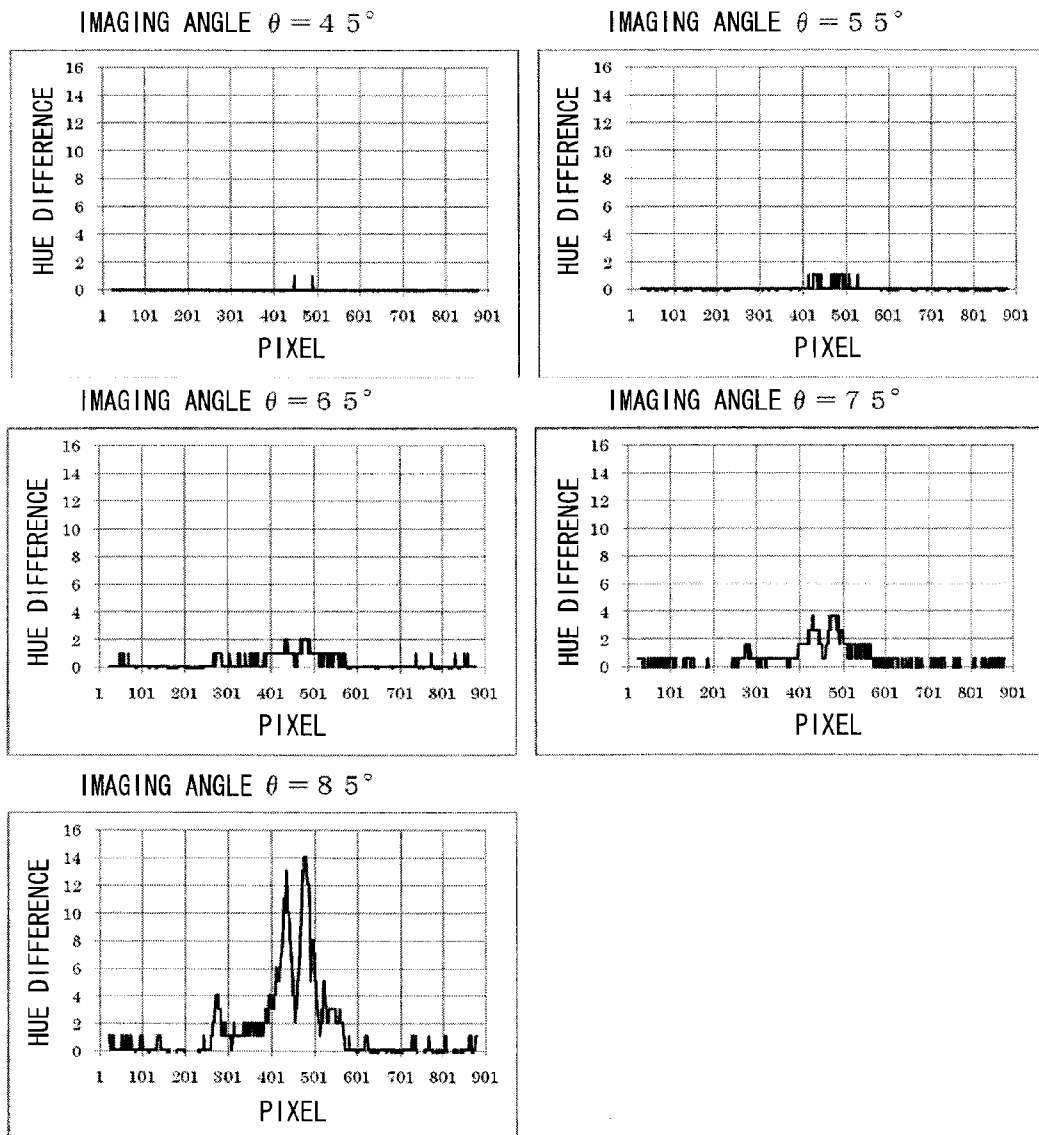 IMAGING ANGLE θ = 4 5°
HUE DIFFERENCE
16
14
12
10
8
6
4
2
0
1 101 201 301 401 501 601 701 801 901
PIXEL
IMAGING ANGLE θ = 5 5°
HUE DIFFERENCE
16
14
12
10
8
6
4
2
0
1 101 201 301 401 501 601 701 801 901
PIXEL
IMAGING ANGLE θ = 6 5°
HUE DIFFERENCE
16
14
12
10
8
6
4
2
0
1 101 201 301 401 501 601 701 801 901
PIXEL
IMAGING ANGLE θ = 7 5°
HUE DIFFERENCE
16
14
12
10
8
6
4
2
0
1 101 201 301 401 501 601 701 801 901
PIXEL
IMAGING ANGLE θ = 8 5°
HUE DIFFERENCE
16
14
12
10
8
6
4
2
0
1 101 201 301 401 501 601 701 801 901
PIXEL